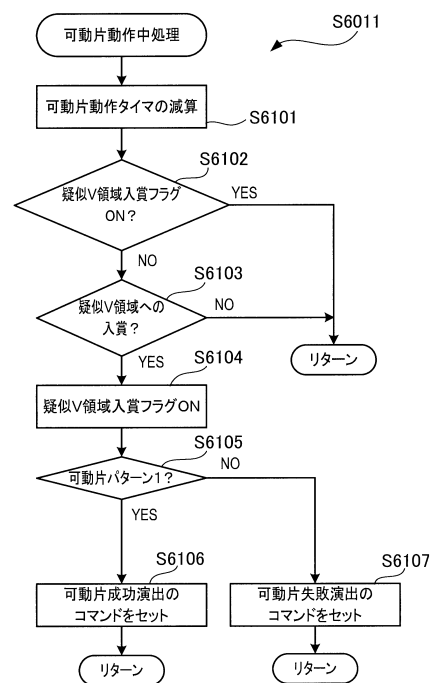 可動片動作中処理
S6011
可動片動作タイマの減算
S6101
S6102
疑似V領域入賞フラグ
ON？
YES
NO
S6103
疑似V領域への
入賞？
NO
YES
リターン
S6104
疑似V領域入賞フラグON
S6105
可動片パターン1？
NO
YES
S6106
可動片成功演出の
コマンドをセット
S6107
可動片失敗演出の
コマンドをセット
リターン
リターン